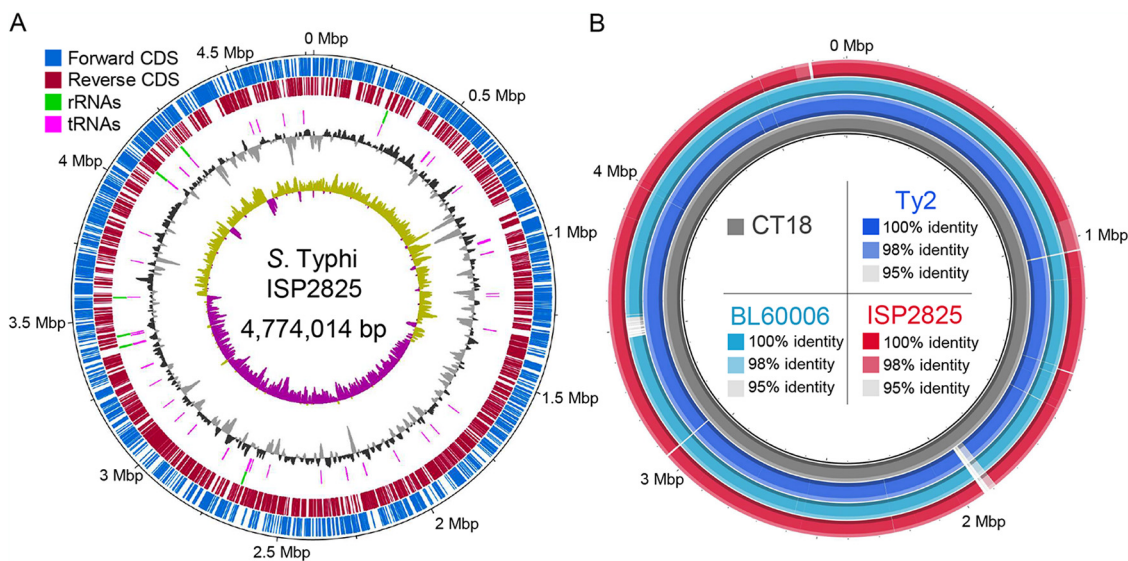 A
Forward CDS
Reverse CDS
rRNAs
tRNAs
0 Mbp
0.5 Mbp
1 Mbp
1.5 Mbp
2 Mbp
2.5 Mbp
3 Mbp
3.5 Mbp
4 Mbp
4.5 Mbp
S. Typhi
ISP2825
4,774,014 bp
B
0 Mbp
1 Mbp
2 Mbp
3 Mbp
4 Mbp
CT18
Ty2
100% identity
98% identity
95% identity
BL60006
100% identity
98% identity
95% identity
ISP2825
100% identity
98% identity
95% identity